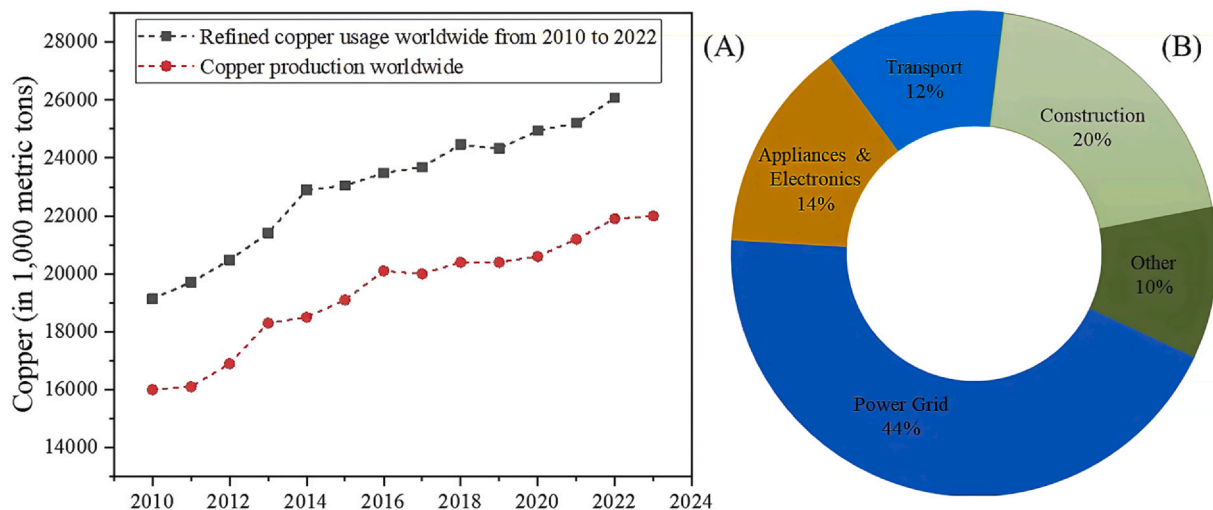 Copper (in 1,000 metric tons)
28000
26000
24000
22000
20000
18000
16000
14000
Refined copper usage worldwide from 2010 to 2022
Copper production worldwide
2010
2012
2014
2016
2018
2020
2022
2024
(A)
(B)
Transport
12%
Construction
20%
Appliances &
Electronics
14%
Other
10%
Power Grid
44%